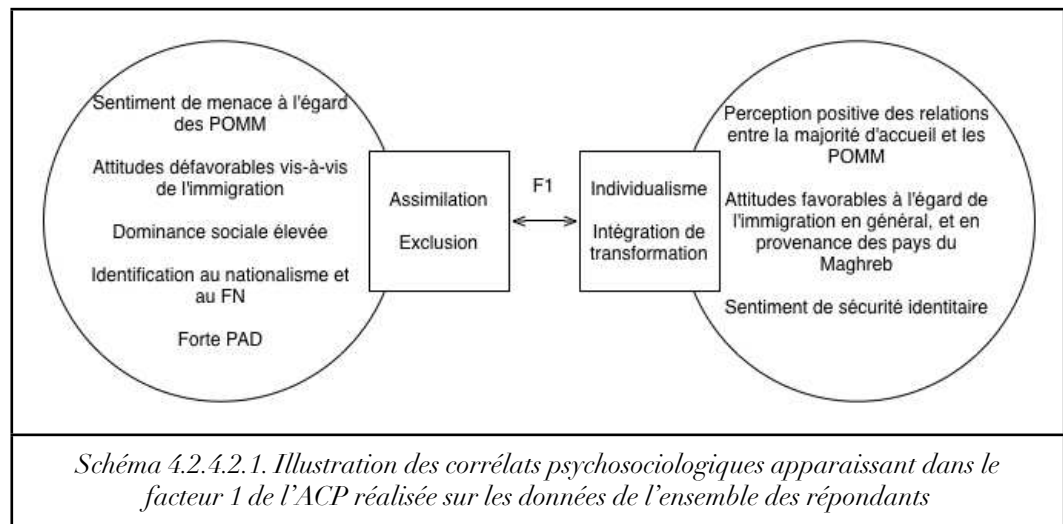 Sentiment de menace à l'égard
des POMM
Attitudes défavorables vis-à-vis
de l'immigration
Dominance sociale élevée
Identification au nationalisme et
au FN
Forte PAD
Assimilation
Exclusion
F1
Individualisme
Intégration de
transformation
Perception positive des relations
entre la majorité d'accueil et les
POMM
Attitudes favorables à l'égard de
l'immigration en général, et en
provenance des pays du
Maghreb
Sentiment de sécurité identitaire
Schéma 4.2.4.2.1. Illustration des corrélats psychosociologiques apparaissant dans le
facteur 1 de l'ACP réalisée sur les données de l'ensemble des répondants